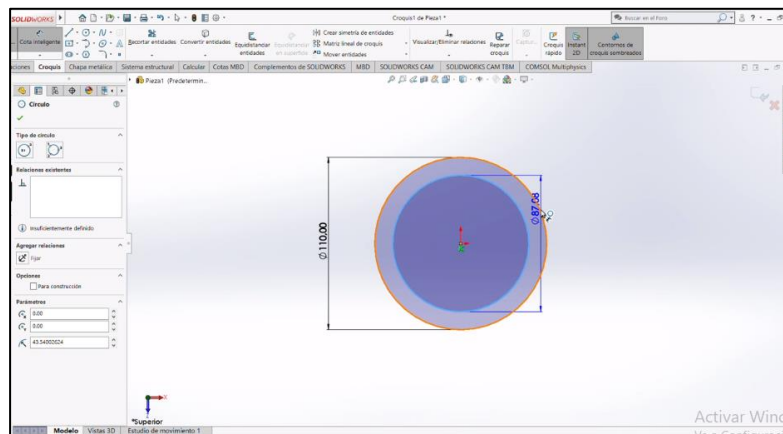 SOLIDWORKS
Croquis1 de Pieza1 *
Buscar en el Foro
Cota inteligente
Recortar entidades
Convertir entidades
Equidistanciar entidades
Crear simetría de entidades
Matriz lineal de croquis
Mover entidades
Visualizar/Eliminar relaciones
Reparar croquis
Croquis rápido
Instant 2D
Contornos de croquis sombreados
Croquis
Chapa metálica
Sistema estructural
Calcular
Cotas MBD
Complementos de SOLIDWORKS
MBD
SOLIDWORKS CAM
SOLIDWORKS CAM TBM
COMSOL Multiphysics
Pieza1 (Predetermin...
Círculo
Tipo de círculo
Relaciones existentes
Insuficientemente definido
Agregar relaciones
Fijar
Opciones
Para construcción
Parámetros
0.00
0.00
Ø110.00
Ø87.08
*Superior
Modelo
Vistas 3D
Estudio de movimiento 1
Activar Wind